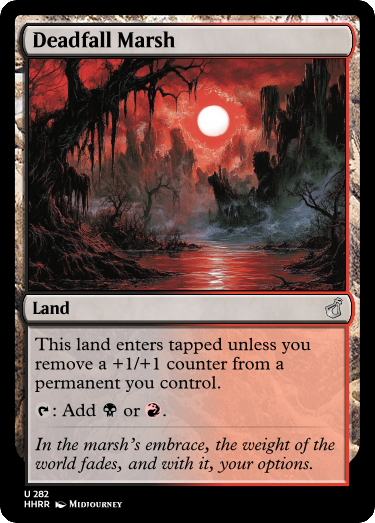 Deadfall Marsh
Land
This land enters tapped unless you
remove a +1/+1 counter from a
permanent you control.
: Add or .
In the marsh's embrace, the weight of the
world fades, and with it, your options.
U 282
HHRR Midjourney